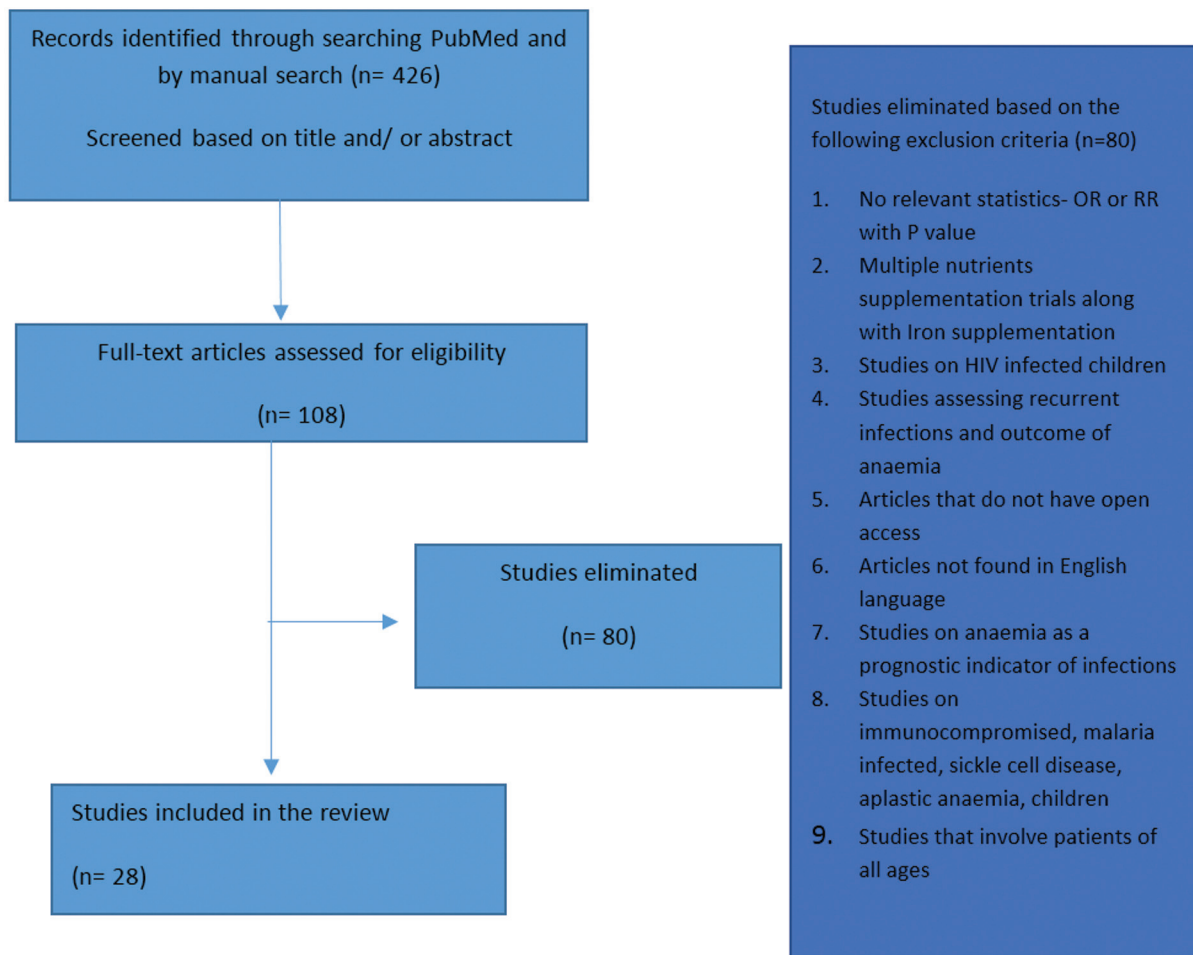 Records identified through searching PubMed and
by manual search (n= 426)
Screened based on title and/ or abstract
Full-text articles assessed for eligibility
(n= 108)
Studies eliminated
(n= 80)
Studies included in the review
(n= 28)
Studies eliminated based on the
following exclusion criteria (n=80)
1. No relevant statistics- OR or RR
with P value
2. Multiple nutrients
supplementation trials along
with Iron supplementation
3. Studies on HIV infected children
4. Studies assessing recurrent
infections and outcome of
anaemia
5. Articles that do not have open
access
6. Articles not found in English
language
7. Studies on anaemia as a
prognostic indicator of infections
8. Studies on
immunocompromised, malaria
infected, sickle cell disease,
aplastic anaemia, children
9. Studies that involve patients of
all ages